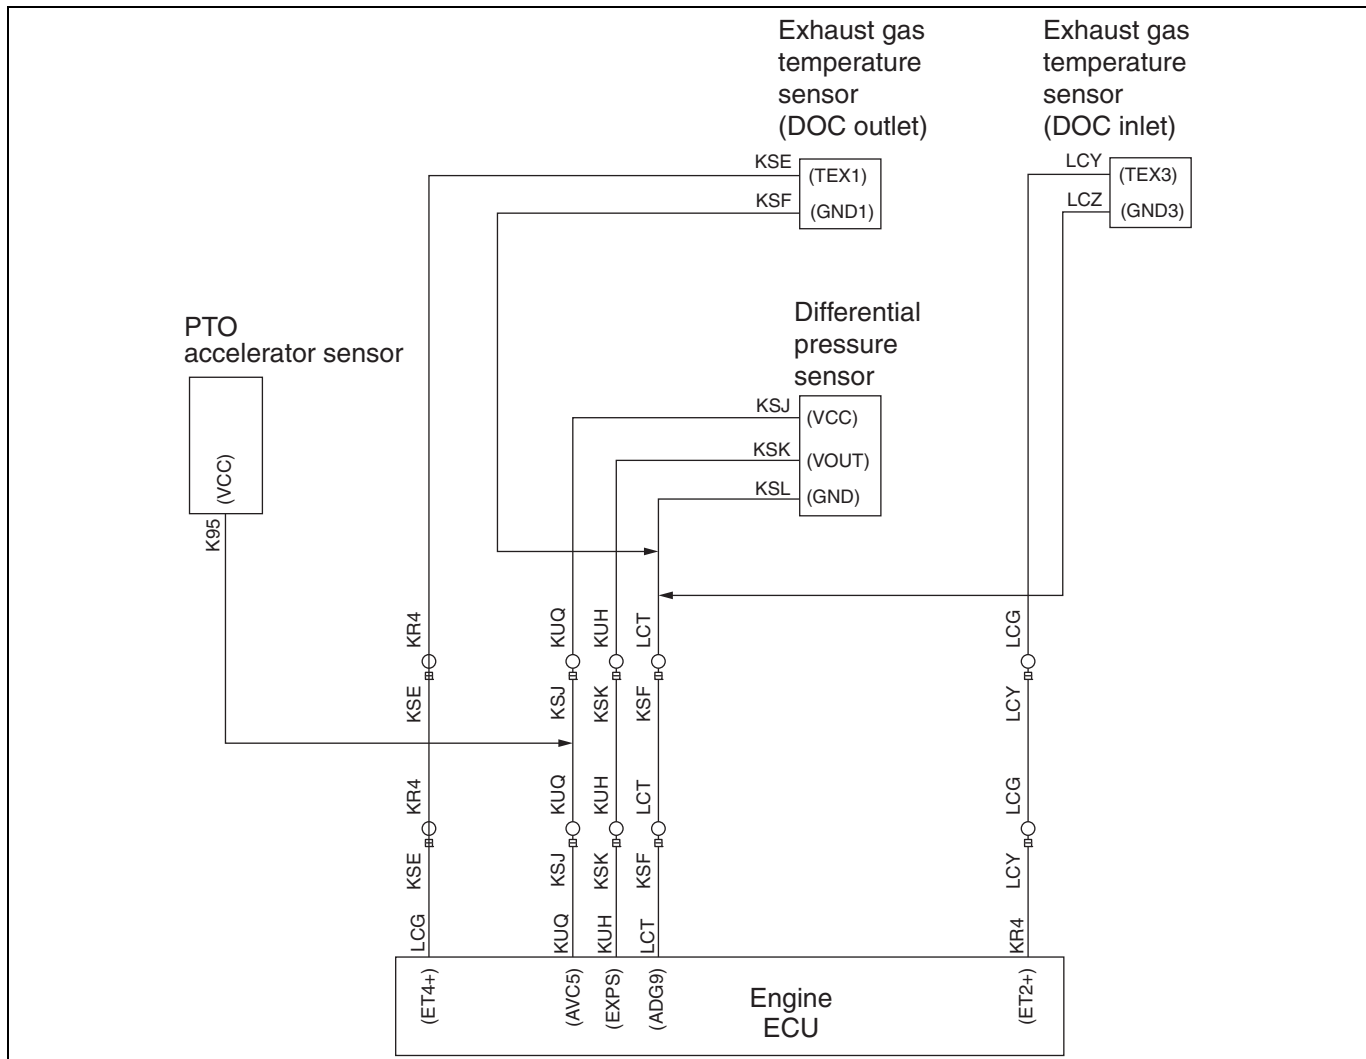 Exhaust gas
temperature
sensor
(DOC outlet)
Exhaust gas
temperature
sensor
(DOC inlet)
KSE
(TEX1)
KSF
(GND1)
LCY
(TEX3)
LCZ
(GND3)
PTO
accelerator sensor
(VCC)
K95
Differential
pressure
sensor
KSJ
(VCC)
KSK
(VOUT)
KSL
(GND)
KR4
KUQ
KUH
LCT
LCG
KSE
KSJ
KSK
KSF
LCY
KR4
KUQ
KUH
LCT
LCG
KSE
KSJ
KSK
KSF
LCY
LCG
KUQ
KUH
LCT
KR4
(ET4+)
(AVC5)
(EXPS)
(ADG9)
(ET2+)
Engine
ECU